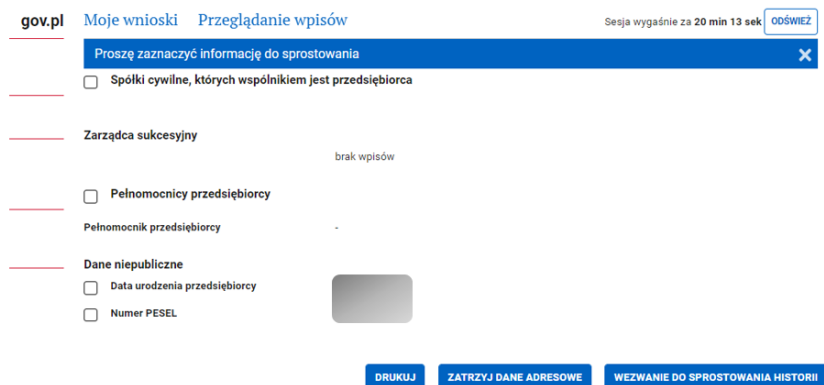 gov.pl Moje wnioski Przeglądanie wpisów Sesja wygaśnie za 20 min 13 sek ODŚWIEŻ
Proszę zaznaczyć informację do sprostowania
Spółki cywilne, których wspólnikiem jest przedsiębiorca
Zarządca sukcesyjny
brak wpisów
Pełnomocnicy przedsiębiorcy
Pełnomocnik przedsiębiorcy -
Dane niepubliczne
Data urodzenia przedsiębiorcy
Numer PESEL
DRUKUJ ZATRZYJ DANE ADRESOWE WEZWANIE DO SPROSTOWANIA HISTORII